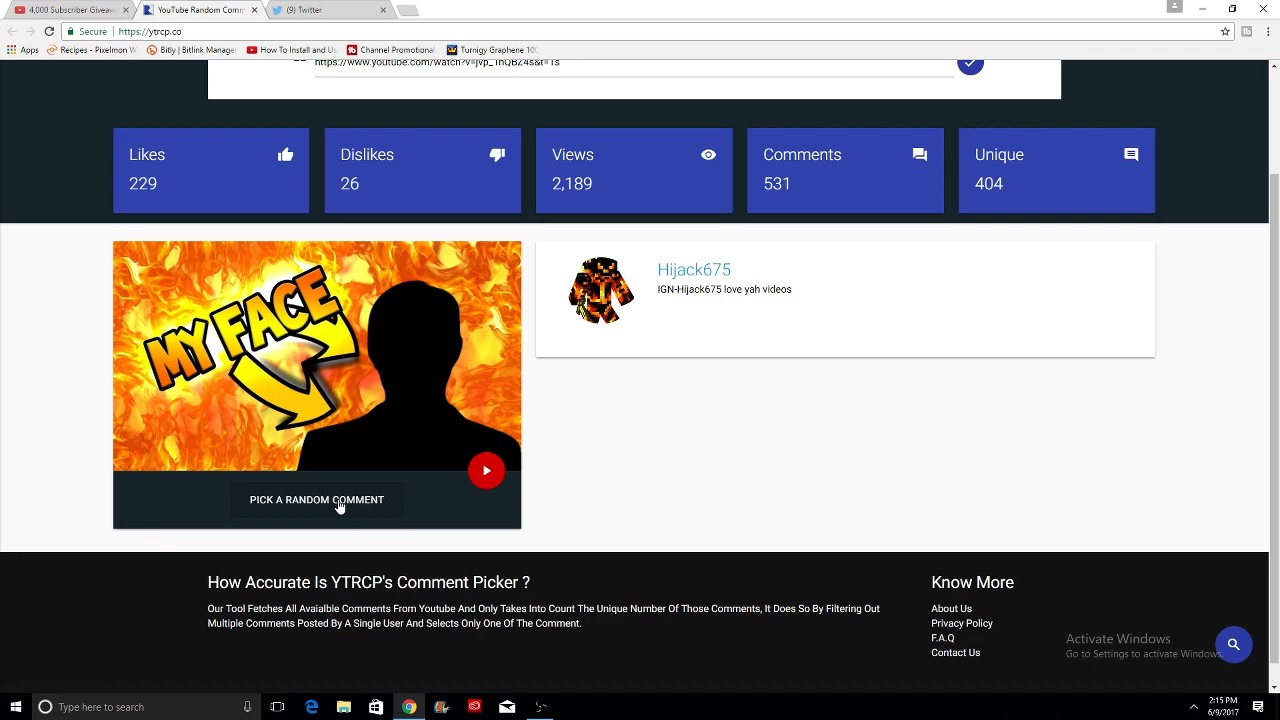 4,000 Subscriber Giveaw
YouTube Random Comm
(9) Twitter
Secure
https://ytrcp.co
Apps
Recipes - Pixelmon W
Bitly | Bitlink Manager
How To Install and Us
Channel Promotional
Turnigy Graphene 100
Likes
229
Dislikes
26
Views
2,189
Comments
531
Unique
404
MY FACE
Hijack675
IGN-Hijack675 love yah videos
PICK A RANDOM COMMENT
How Accurate Is YTRCP's Comment Picker ?
Our Tool Fetches All Avaialble Comments From Youtube And Only Takes Into Count The Unique Number Of Those Comments, It Does So By Filtering Out
Multiple Comments Posted By A Single User And Selects Only One Of The Comment.
Know More
About Us
Privacy Policy
F.A.Q
Contact Us
Activate Windows
Go to Settings to activate Windows.
Type here to search
2:15 PM
6/9/2017